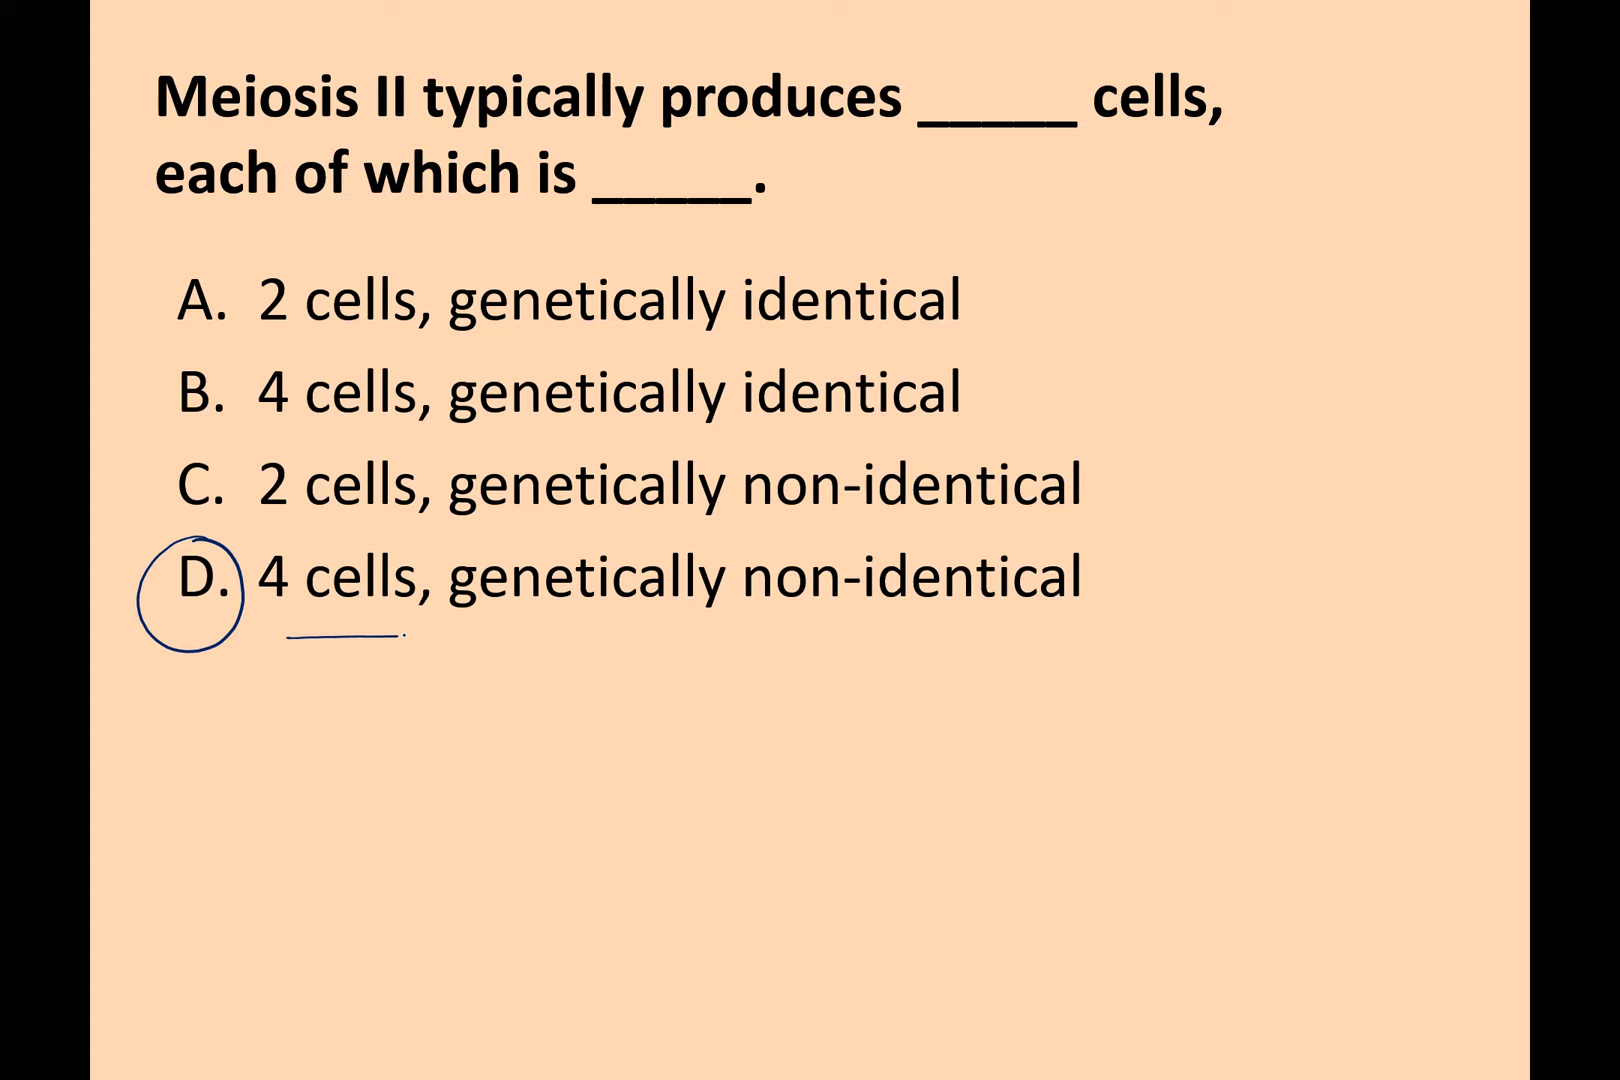 Meiosis II typically produces _____ cells,
each of which is _____.
A. 2 cells, genetically identical
B. 4 cells, genetically identical
C. 2 cells, genetically non-identical
D. 4 cells, genetically non-identical